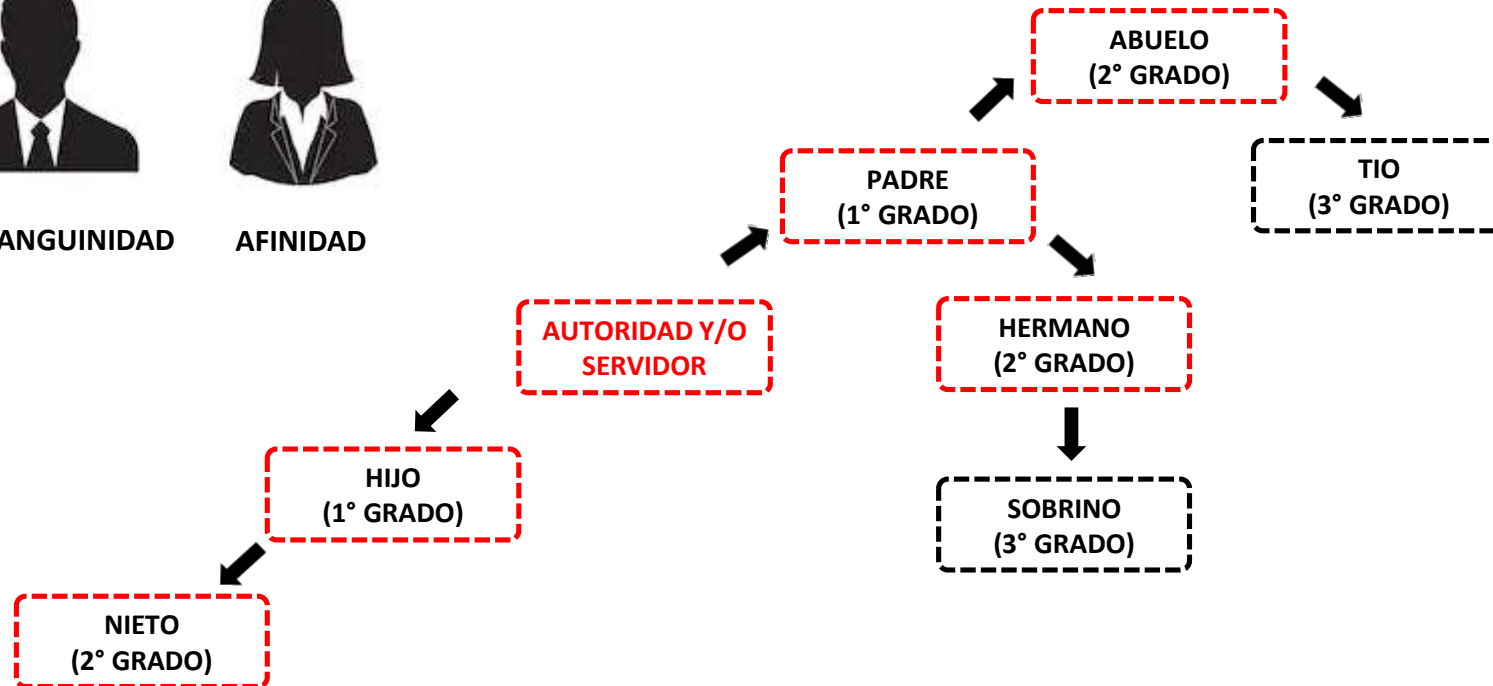 ABUELO
(2° GRADO)
TIO
(3° GRADO)
PADRE
(1° GRADO)
ANGUINIDAD
AFINIDAD
AUTORIDAD Y/O
SERVIDOR
HERMANO
(2° GRADO)
HIJO
(1° GRADO)
SOBRINO
(3° GRADO)
NIETO
(2° GRADO)